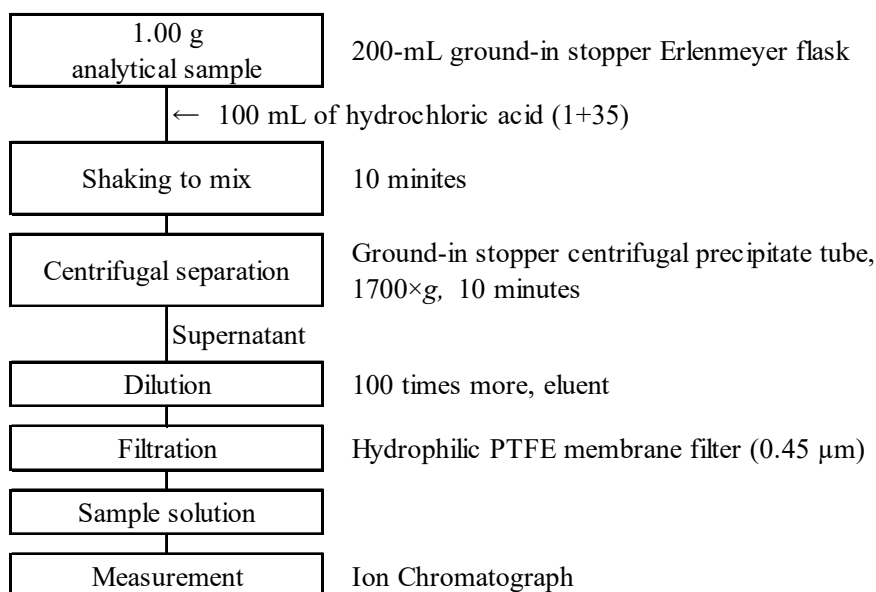 1.00 g
analytical sample
200-mL ground-in stopper Erlenmeyer flask
← 100 mL of hydrochloric acid (1+35)
Shaking to mix
10 minites
Centrifugal separation
Ground-in stopper centrifugal precipitate tube,
1700×g, 10 minutes
Supernatant
Dilution
100 times more, eluent
Filtration
Hydrophilic PTFE membrane filter (0.45 µm)
Sample solution
Measurement
Ion Chromatograph